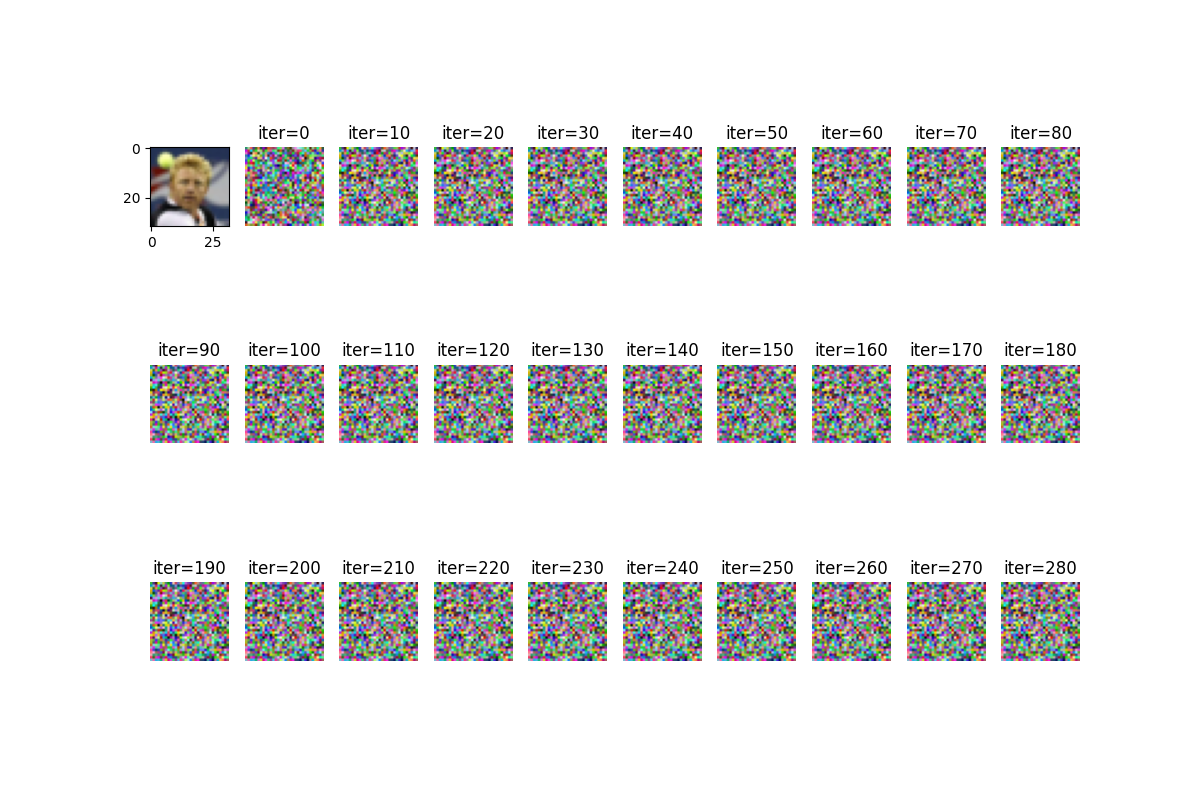 iter=0 iter=10 iter=20 iter=30 iter=40 iter=50 iter=60 iter=70 iter=80
0
20
0 25
iter=90 iter=100 iter=110 iter=120 iter=130 iter=140 iter=150 iter=160 iter=170 iter=180
iter=190 iter=200 iter=210 iter=220 iter=230 iter=240 iter=250 iter=260 iter=270 iter=280